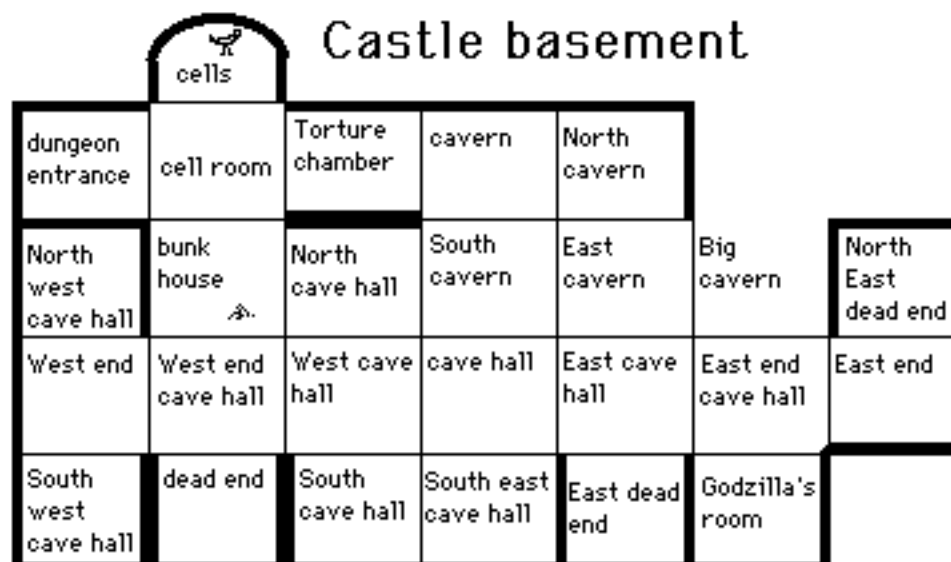 Castle basement
cells
dungeon
entrance
cell room
Torture
chamber
cavern
North
cavern
North
west
cave hall
bunk
house
North
cave hall
South
cavern
East
cavern
Big
cavern
North
East
dead end
West end
West end
cave hall
West cave
hall
cave hall
East cave
hall
East end
cave hall
East end
South
west
cave hall
dead end
South
cave hall
South east
cave hall
East dead
end
Godzilla's
room